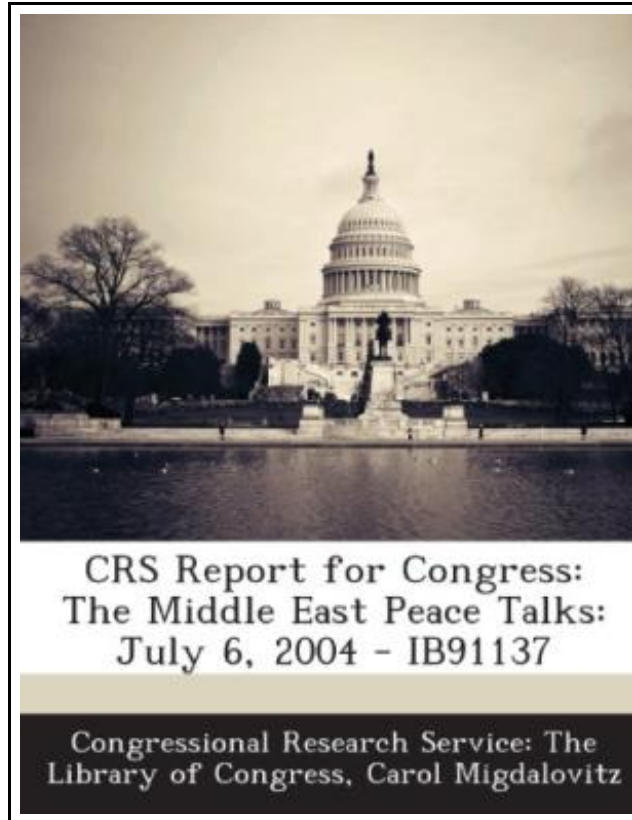 CRS Report for Congress:
The Middle East Peace Talks:
July 6, 2004 - IB91137
Congressional Research Service: The
Library of Congress, Carol Migdalovitz